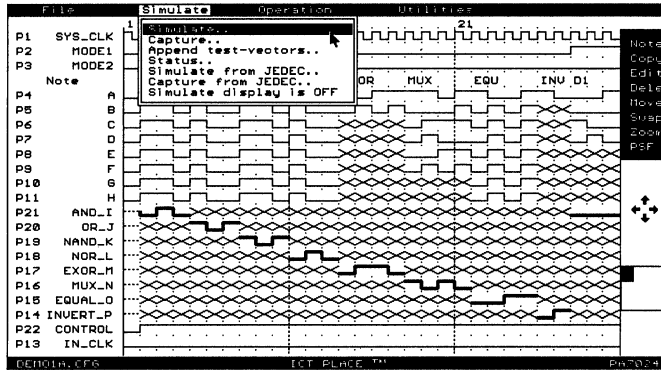 File Simulate Operation Utilities
1 21
Simulate..
Capture..
Append test-vectors..
Status..
Simulate from JEDEC..
Capture from JEDEC..
Simulate display is OFF
P1 SYS_CLK
P2 MODE1
P3 MODE2
Note OR MUX EQU INV D1
P4 A
P5 B
P6 C
P7 D
P8 E
P9 F
P10 G
P11 H
P21 AND_I
P20 OR_J
P19 NAND_K
P18 NOR_L
P17 EXOR_M
P16 MUX_N
P15 EQUAL_O
P14 INVERT_P
P22 CONTROL
P13 IN_CLK
Note
Copy
Edit
Dele
Move
Swap
Zoom
PSF
DEMO1A.CFG ICT PLACE ™ PA7024